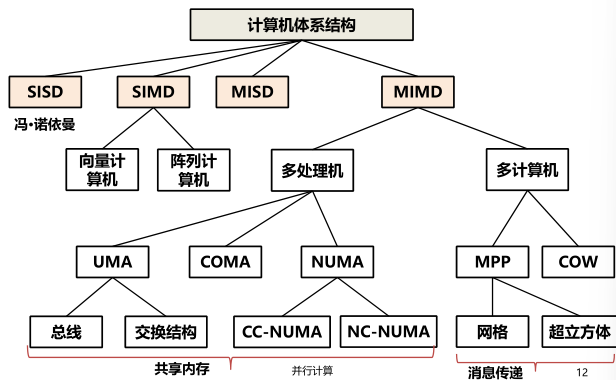 计算机体系结构
SISD
SIMD
MISD
MIMD
冯·诺依曼
向量计
算机
阵列计
算机
多处理机
多计算机
UMA
COMA
NUMA
MPP
COW
总线
交换结构
CC-NUMA
NC-NUMA
网格
超立方体
共享内存
并行计算
消息传递
12